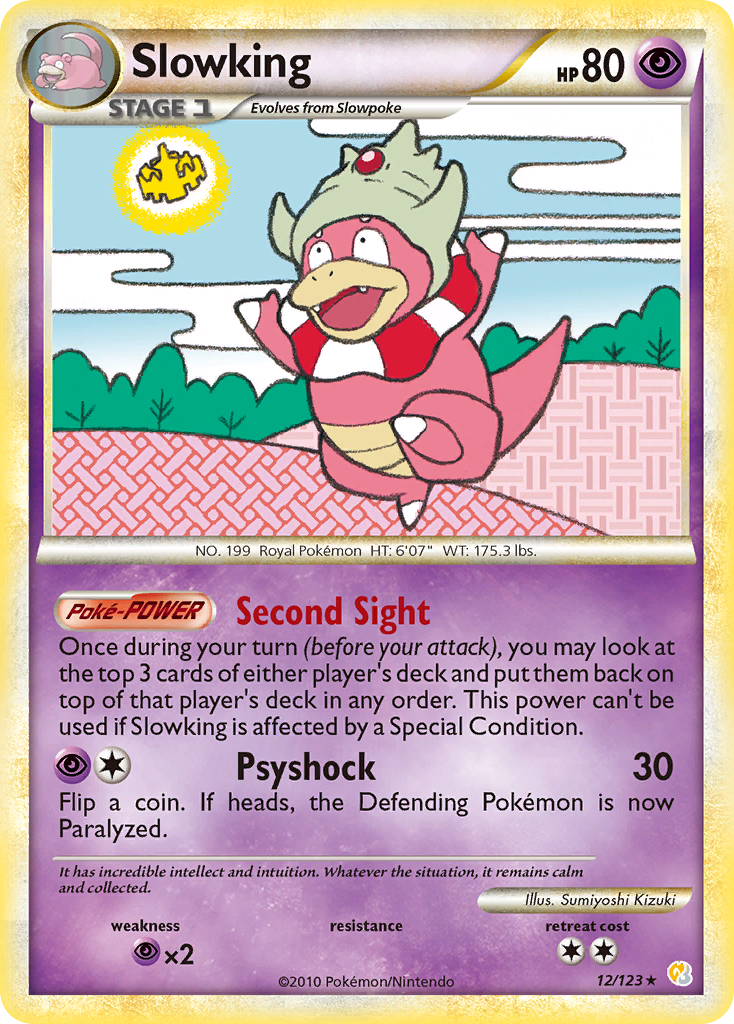 Slowking
HP 80
STAGE 1
Evolves from Slowpoke
NO. 199 Royal Pokémon HT: 6'07" WT: 175.3 lbs.
Poké-POWER Second Sight
Once during your turn (before your attack), you may look at
the top 3 cards of either player's deck and put them back on
top of that player's deck in any order. This power can't be
used if Slowking is affected by a Special Condition.
Psyshock 30
Flip a coin. If heads, the Defending Pokémon is now
Paralyzed.
It has incredible intellect and intuition. Whatever the situation, it remains calm
and collected.
Illus. Sumiyoshi Kizuki
weakness resistance retreat cost
×2
©2010 Pokémon/Nintendo
12/123★